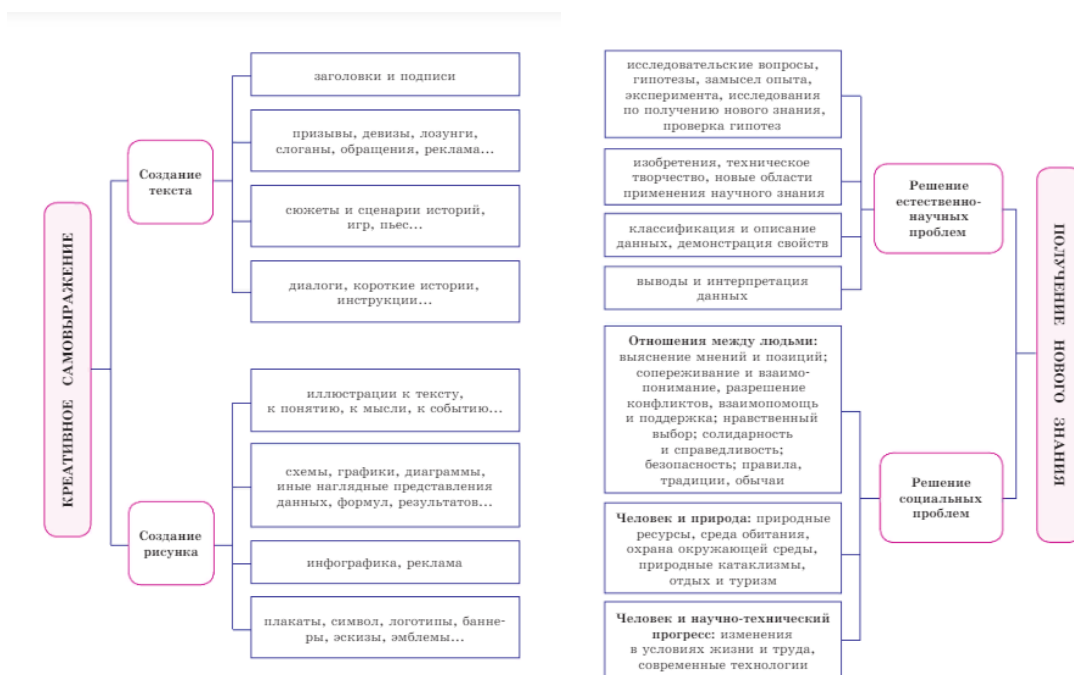 КРЕАТИВНОЕ САМОВЫРАЖЕНИЕ
Создание
текста
заголовки и подписи
призывы, девизы, лозунги,
слоганы, обращения, реклама...
сюжеты и сценарии историй,
игр, пьес...
диалоги, короткие истории,
инструкции...
Создание
рисунка
иллюстрации к тексту,
к понятию, к мысли, к событию...
схемы, графики, диаграммы,
иные наглядные представления
данных, формул, результатов...
инфографика, реклама
плакаты, символ, логотипы, банне-
ры, эскизы, эмблемы...
ПОЛУЧЕНИЕ НОВОГО ЗНАНИЯ
Решение
естественно-
научных
проблем
исследовательские вопросы,
гипотезы, замысел опыта,
эксперимента, исследования
по получению нового знания,
проверка гипотез
изобретения, техническое
творчество, новые области
применения научного знания
классификация и описание
данных, демонстрация свойств
выводы и интерпретация
данных
Решение
социальных
проблем
Отношения между людьми:
выяснение мнений и позиций;
сопереживание и взаимо-
понимание, разрешение
конфликтов, взаимопомощь
и поддержка; нравственный
выбор; солидарность
и справедливость;
безопасность; правила,
традиции, обычаи
Человек и природа: природные
ресурсы, среда обитания,
охрана окружающей среды,
природные катаклизмы,
отдых и туризм
Человек и научно-технический
прогресс: изменения
в условиях жизни и труда,
современные технологии